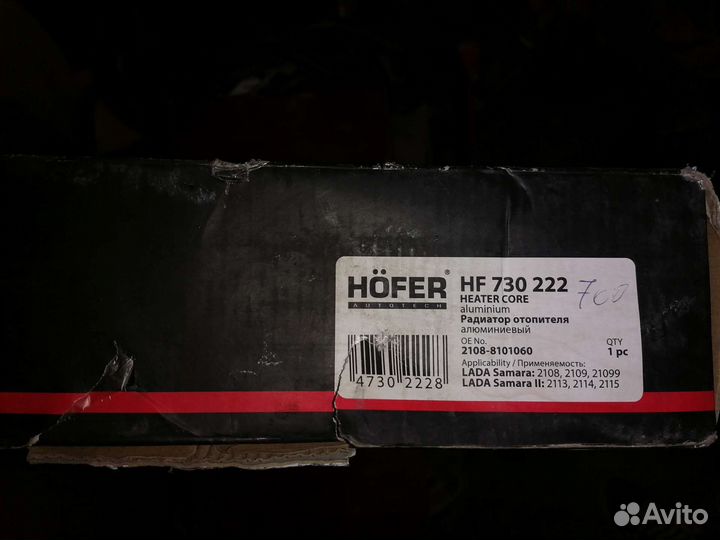 HÖFER®
AUTOTECH
HF 730 222
700
HEATER CORE
aluminium
Радиатор отопителя
алюминиевый
OE No.
QTY
2108-8101060
1 pc
Applicability / Применяемость:
LADA Samara: 2108, 2109, 21099
LADA Samara II: 2113, 2114, 2115
4730 2228
Avito